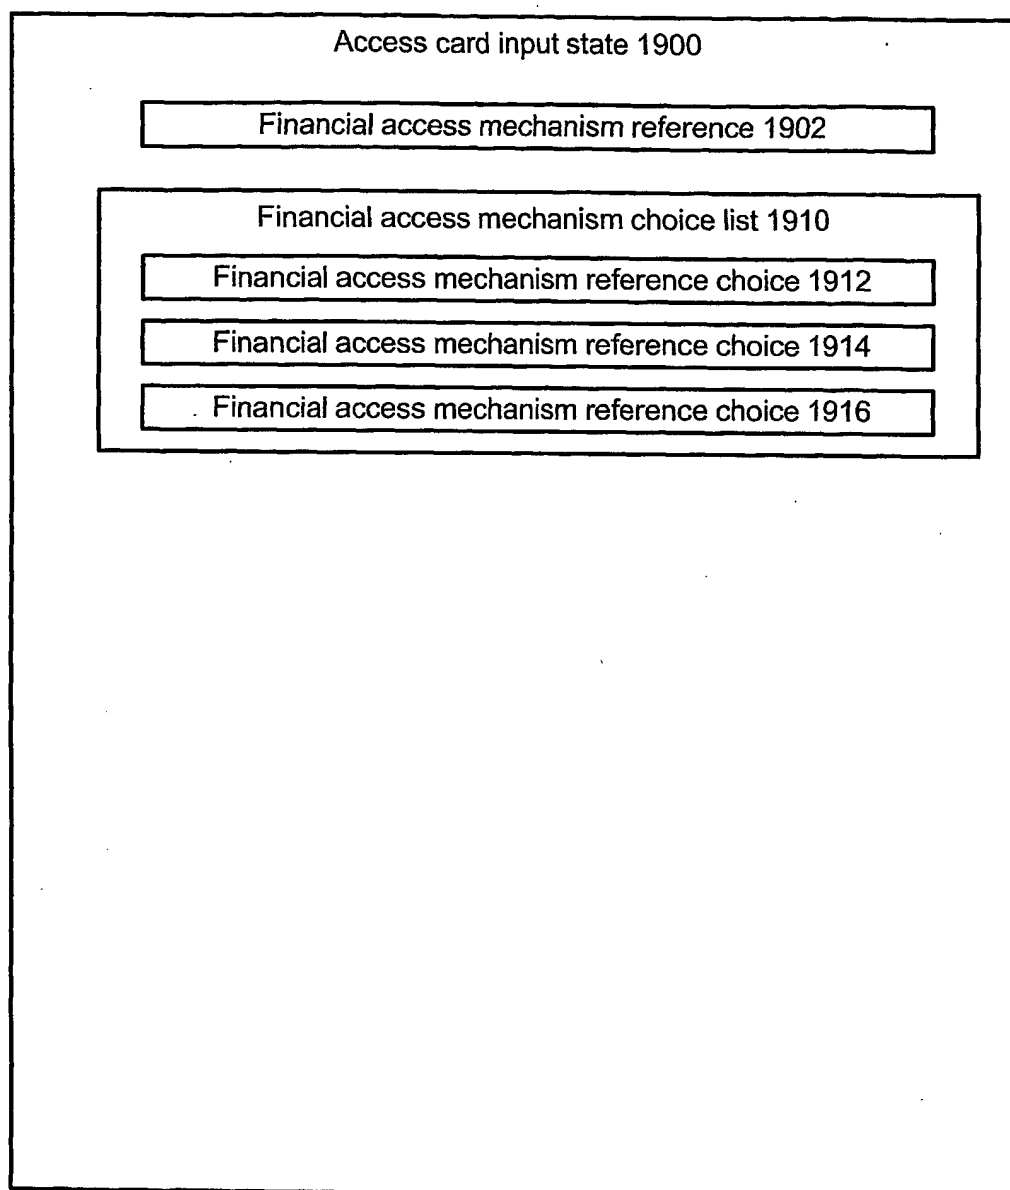 Access card input state 1900
Financial access mechanism reference 1902
Financial access mechanism choice list 1910
Financial access mechanism reference choice 1912
Financial access mechanism reference choice 1914
Financial access mechanism reference choice 1916